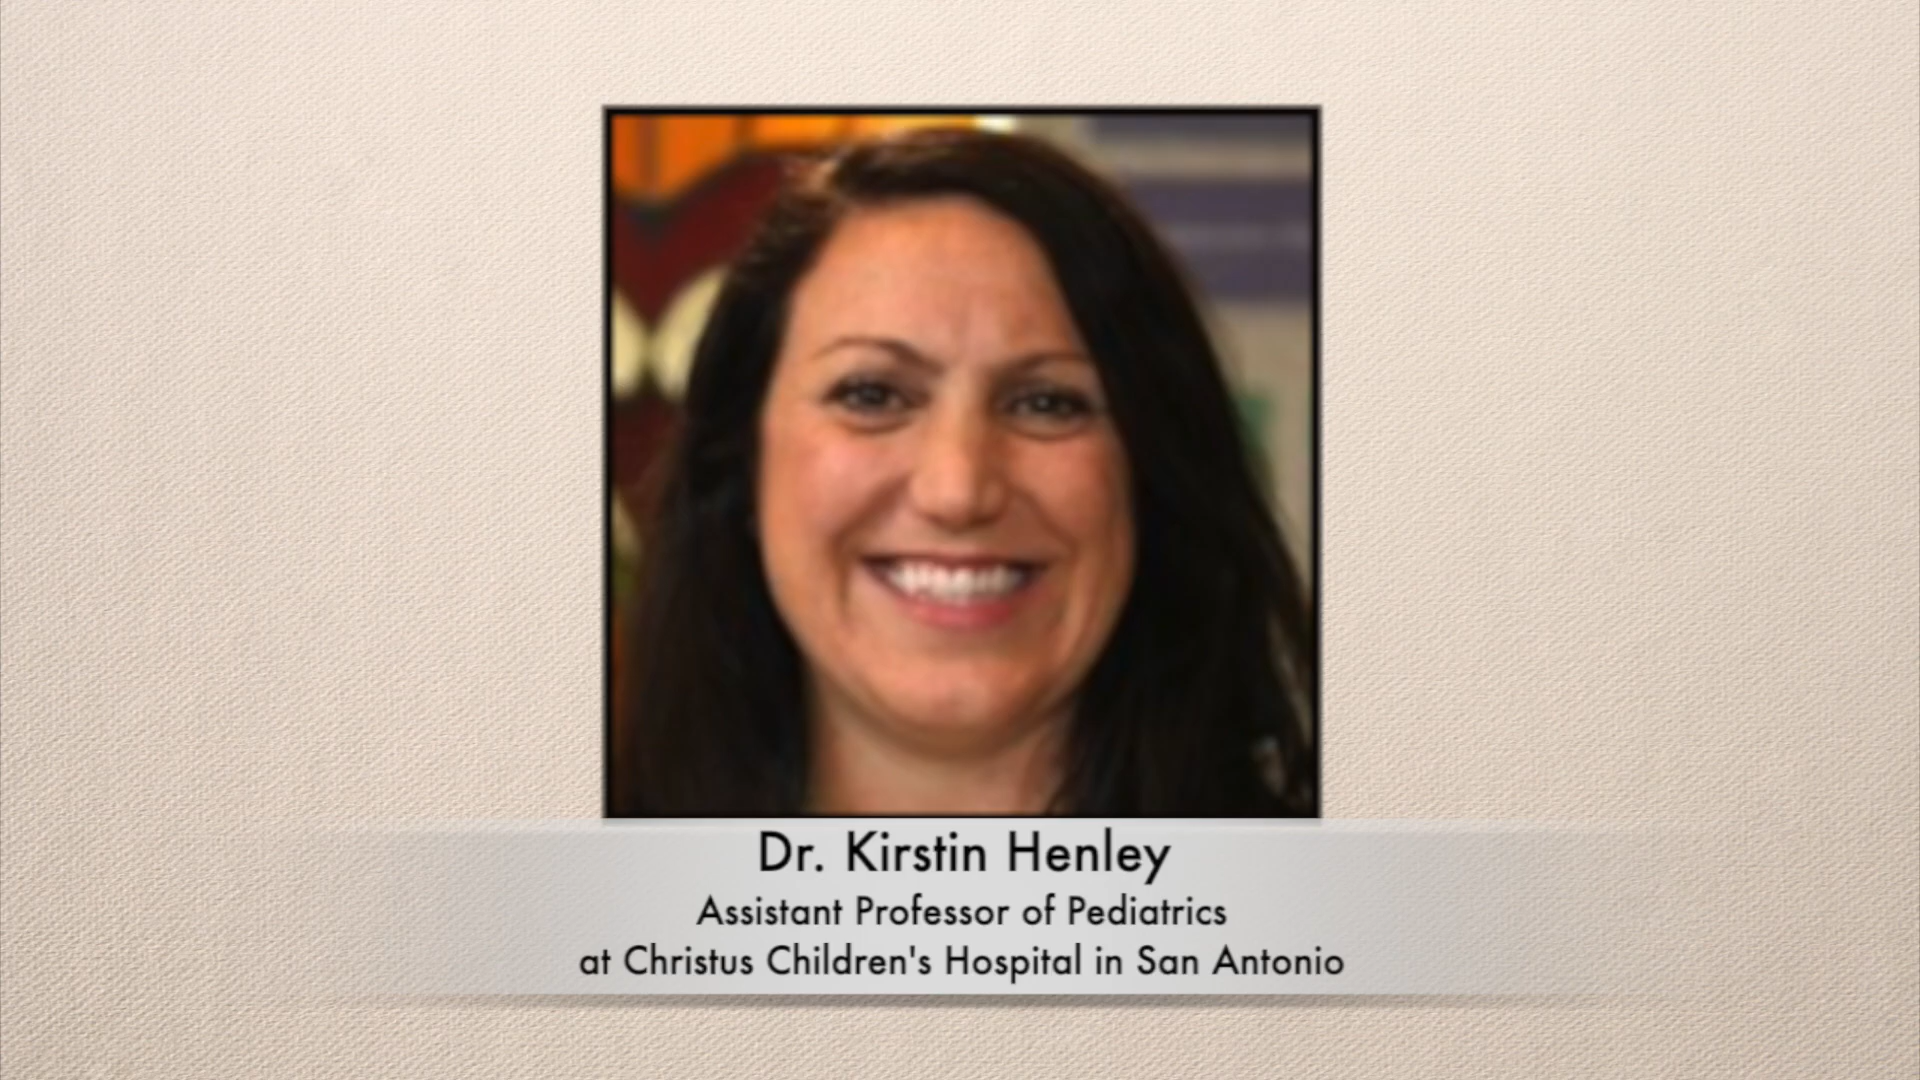 Dr. Kirstin Henley
Assistant Professor of Pediatrics
at Christus Children's Hospital in San Antonio